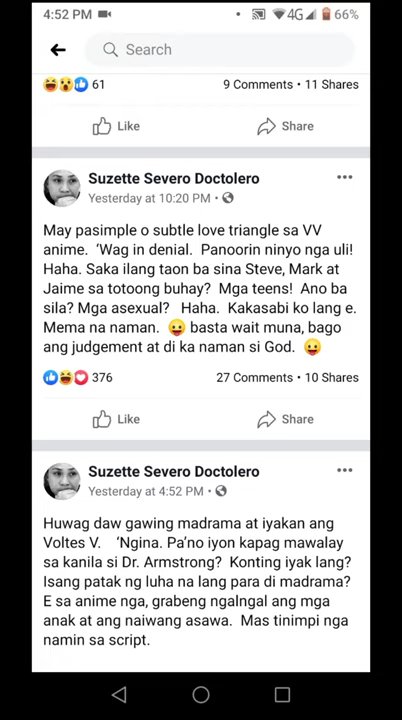 4:52 PM
4G 66%
Search
61
9 Comments • 11 Shares
Like
Share
Suzette Severo Doctolero
Yesterday at 10:20 PM •
May pasimple o subtle love triangle sa VV
anime. ‘Wag in denial. Panoorin ninyo nga uli!
Haha. Saka ilang taon ba sina Steve, Mark at
Jaime sa totoong buhay? Mga teens! Ano ba
sila? Mga asexual? Haha. Kakasabi ko lang e.
Mema na naman. 😛 basta wait muna, bago
ang judgement at di ka naman si God. 😛
376
27 Comments • 10 Shares
Like
Share
Suzette Severo Doctolero
Yesterday at 4:52 PM •
Huwag daw gawing madrama at iyakan ang
Voltes V. ‘Ngina. Pa’no iyon kapag mawalay
sa kanila si Dr. Armstrong? Konting iyak lang?
Isang patak ng luha na lang para di madrama?
E sa anime nga, grabeng ngalngal ang mga
anak at ang naiwang asawa. Mas tinimpi nga
namin sa script.